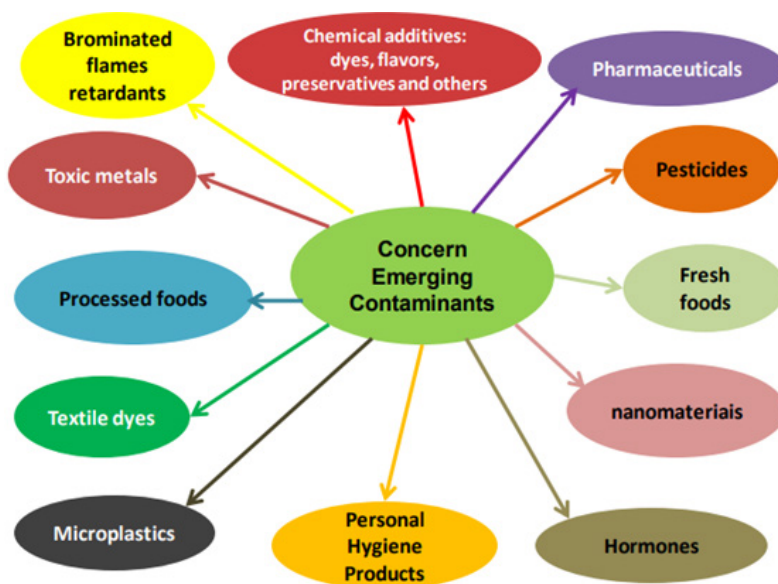 Brominated
flames
retardants
Chemical additives:
dyes, flavors,
preservatives and others
Pharmaceuticals
Toxic metals
Pesticides
Concern
Emerging
Contaminants
Processed foods
Fresh
foods
Textile dyes
nanomateriais
Microplastics
Personal
Hygiene
Products
Hormones